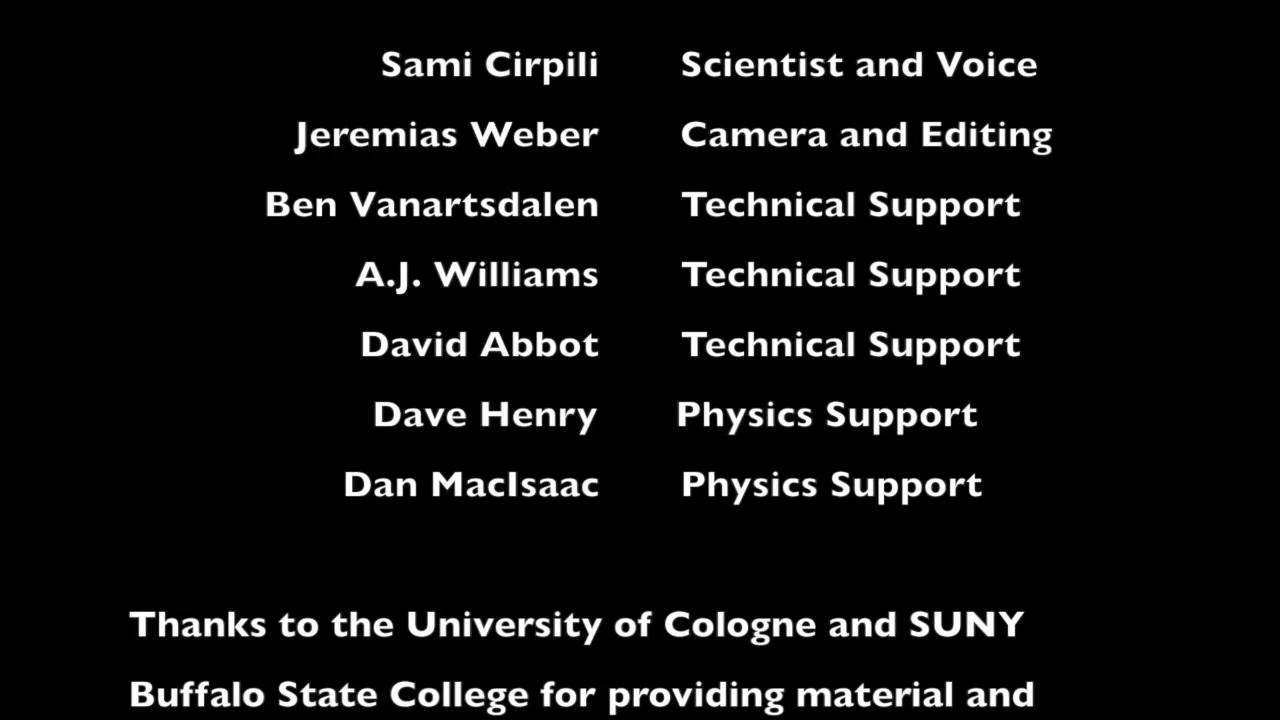 Sami Cirpili Scientist and Voice
Jeremias Weber Camera and Editing
Ben Vanartsdalen Technical Support
A.J. Williams Technical Support
David Abbot Technical Support
Dave Henry Physics Support
Dan MacIsaac Physics Support
Thanks to the University of Cologne and SUNY
Buffalo State College for providing material and